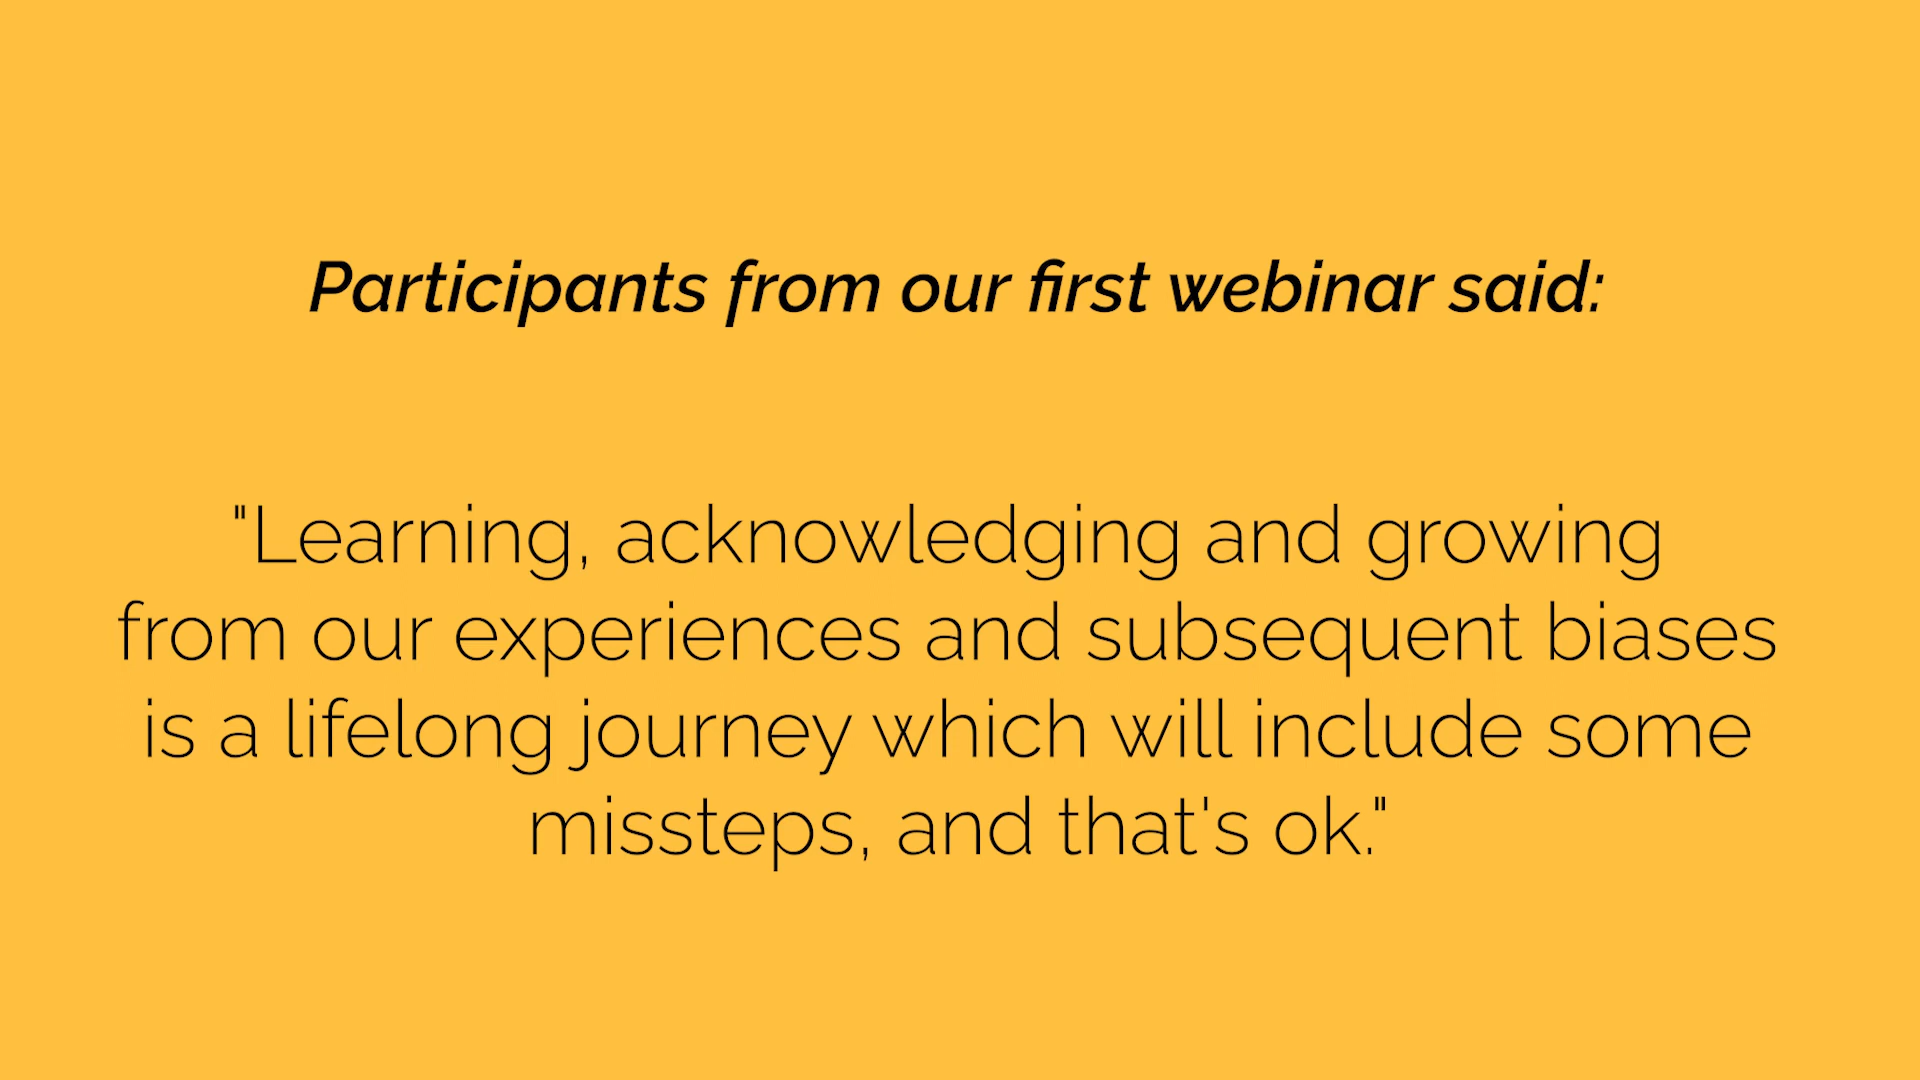 Participants from our first webinar said:
"Learning, acknowledging and growing
from our experiences and subsequent biases
is a lifelong journey which will include some
missteps, and that's ok."